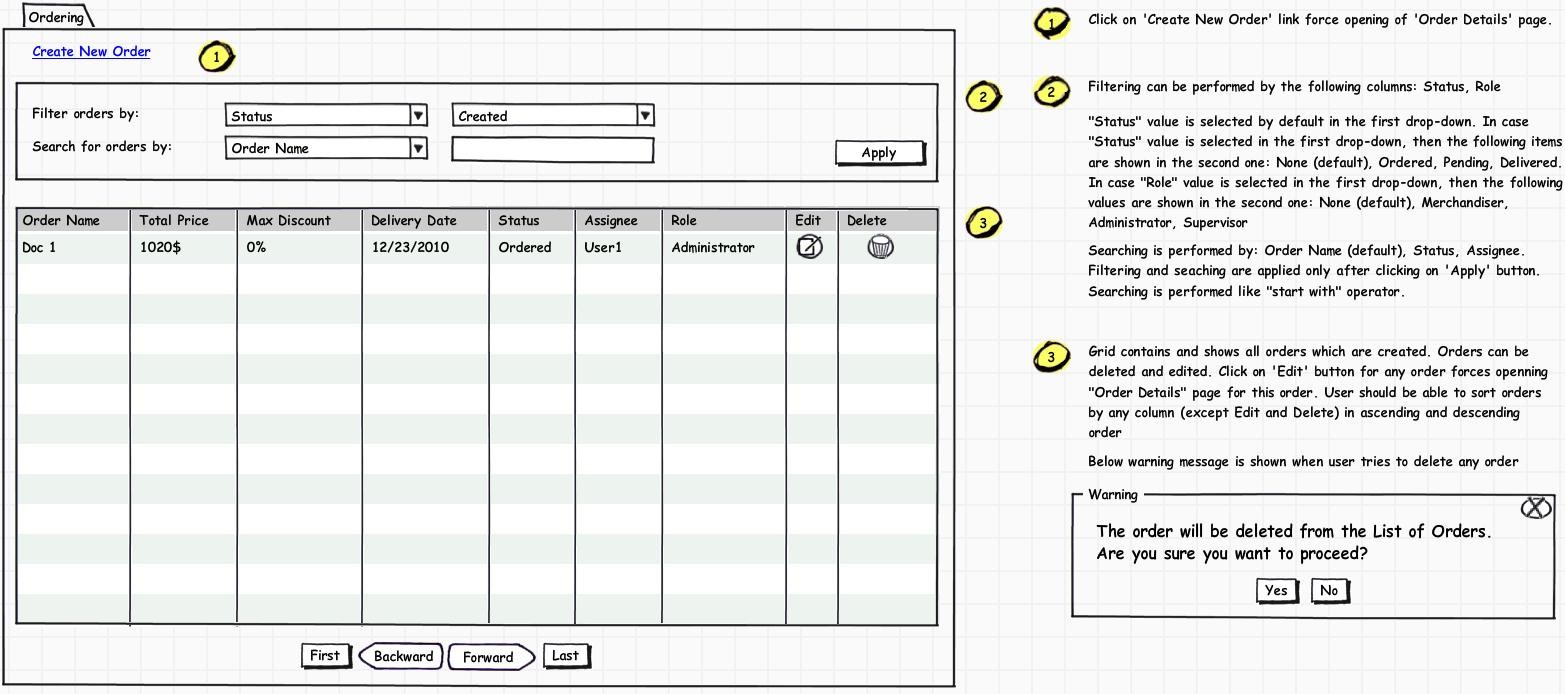 Ordering
Create New Order
1
Filter orders by:
Status
Created
2
Search for orders by:
Order Name
Apply
3
Order Name Total Price Max Discount Delivery Date Status Assignee Role Edit Delete
Doc 1 1020$ 0% 12/23/2010 Ordered User1 Administrator
First Backward Forward Last
1
Click on 'Create New Order' link force opening of 'Order Details' page.
2
Filtering can be performed by the following columns: Status, Role
"Status" value is selected by default in the first drop-down. In case
"Status" value is selected in the first drop-down, then the following items
are shown in the second one: None (default), Ordered, Pending, Delivered.
In case "Role" value is selected in the first drop-down, then the following
values are shown in the second one: None (default), Merchandiser,
Administrator, Supervisor
Searching is performed by: Order Name (default), Status, Assignee.
Filtering and seaching are applied only after clicking on 'Apply' button.
Searching is performed like "start with" operator.
3
Grid contains and shows all orders which are created. Orders can be
deleted and edited. Click on 'Edit' button for any order forces openning
"Order Details" page for this order. User should be able to sort orders
by any column (except Edit and Delete) in ascending and descending
order
Below warning message is shown when user tries to delete any order
Warning
X
The order will be deleted from the List of Orders.
Are you sure you want to proceed?
Yes No